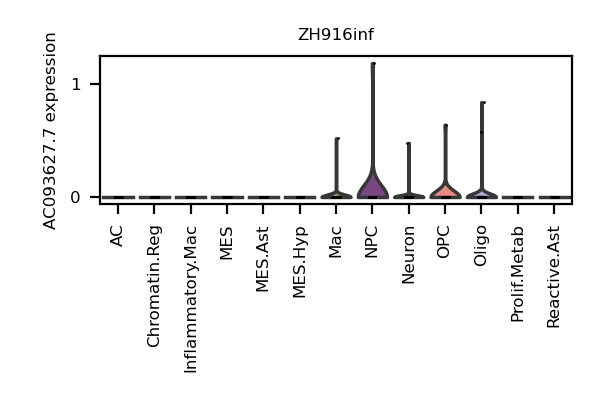 ZH916inf
AC093627.7 expression
1
0
AC
Chromatin.Reg
Inflammatory.Mac
MES
MES.Ast
MES.Hyp
Mac
NPC
Neuron
OPC
Oligo
Prolif.Metab
Reactive.Ast